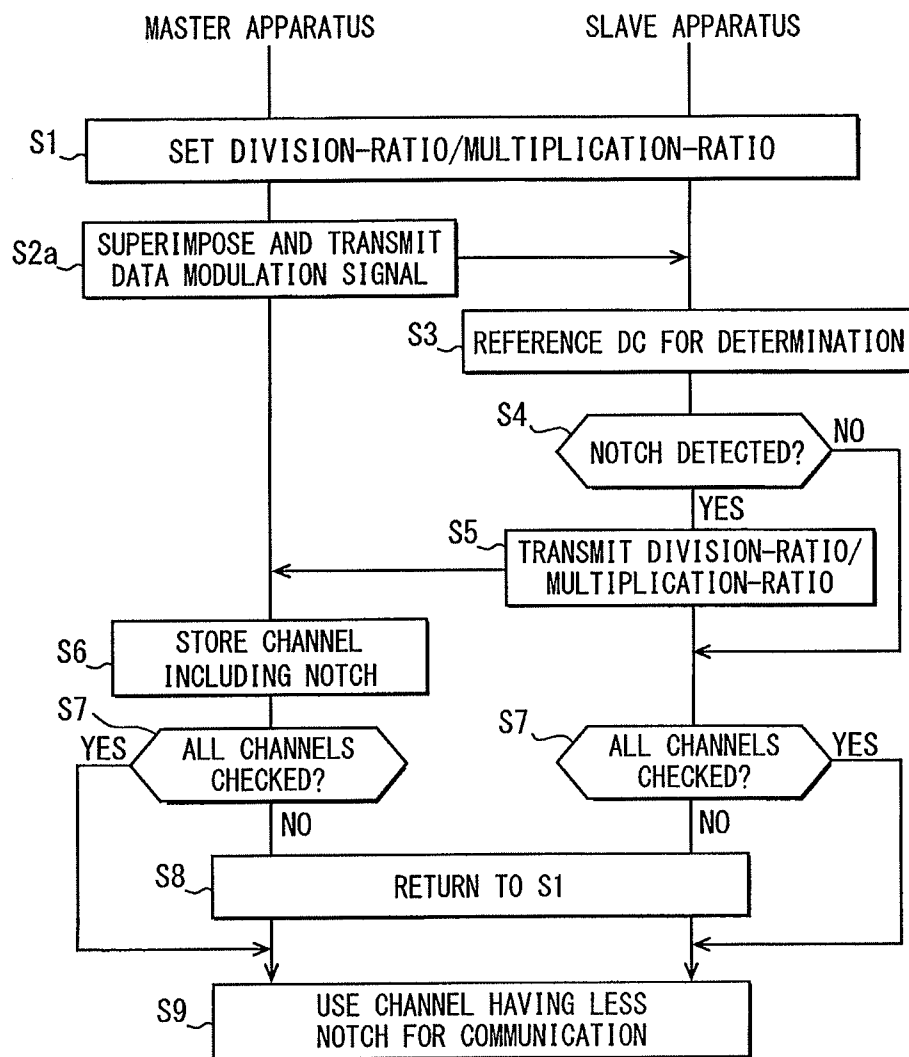 MASTER APPARATUS
SLAVE APPARATUS
S1
SET DIVISION-RATIO/MULTIPLICATION-RATIO
S2a
SUPERIMPOSE AND TRANSMIT
DATA MODULATION SIGNAL
S3
REFERENCE DC FOR DETERMINATION
S4
NOTCH DETECTED?
NO
YES
S5
TRANSMIT DIVISION-RATIO/
MULTIPLICATION-RATIO
S6
STORE CHANNEL
INCLUDING NOTCH
S7
YES
ALL CHANNELS
CHECKED?
NO
S7
ALL CHANNELS
CHECKED?
YES
NO
S8
RETURN TO S1
S9
USE CHANNEL HAVING LESS
NOTCH FOR COMMUNICATION